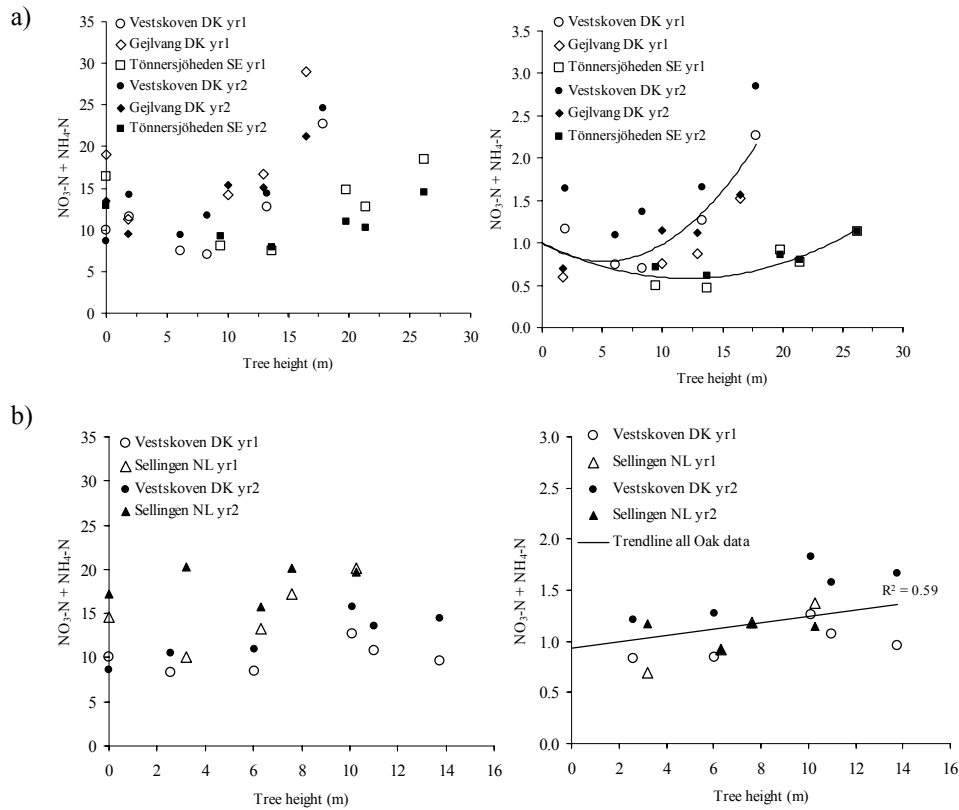 a)
35
30
25
20
15
10
5
0
NO₃-N + NH₄-N
Vestskoven DK yr1
Gejlvang DK yr1
Tönnersjöheden SE yr1
Vestskoven DK yr2
Gejlvang DK yr2
Tönnersjöheden SE yr2
0 5 10 15 20 25 30
Tree height (m)
3.5
3.0
2.5
2.0
1.5
1.0
0.5
0.0
NO₃-N + NH₄-N
Vestskoven DK yr1
Gejlvang DK yr1
Tönnersjöheden SE yr1
Vestskoven DK yr2
Gejlvang DK yr2
Tönnersjöheden SE yr2
0 5 10 15 20 25 30
Tree height (m)
b)
35
30
25
20
15
10
5
0
NO₃-N + NH₄-N
Vestskoven DK yr1
Sellingen NL yr1
Vestskoven DK yr2
Sellingen NL yr2
0 2 4 6 8 10 12 14 16
Tree height (m)
3.0
2.5
2.0
1.5
1.0
0.5
0.0
NO₃-N + NH₄-N
Vestskoven DK yr1
Sellingen NL yr1
Vestskoven DK yr2
Sellingen NL yr2
Trendline all Oak data
R² = 0.59
0 2 4 6 8 10 12 14 16
Tree height (m)